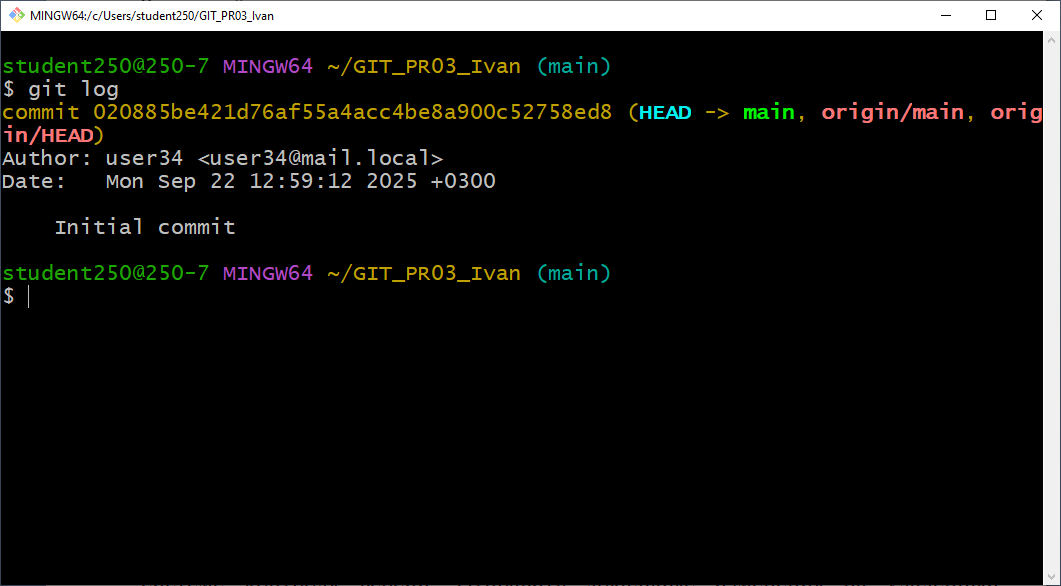 MINGW64:/c/Users/student250/GIT_PR03_Ivan
student250@250-7 MINGW64 ~/GIT_PR03_Ivan (main)
$ git log
commit 020885be421d76af55a4acc4be8a900c52758ed8 (HEAD -> main, origin/main, orig
in/HEAD)
Author: user34 <user34@mail.local>
Date:   Mon Sep 22 12:59:12 2025 +0300
    Initial commit
student250@250-7 MINGW64 ~/GIT_PR03_Ivan (main)
$